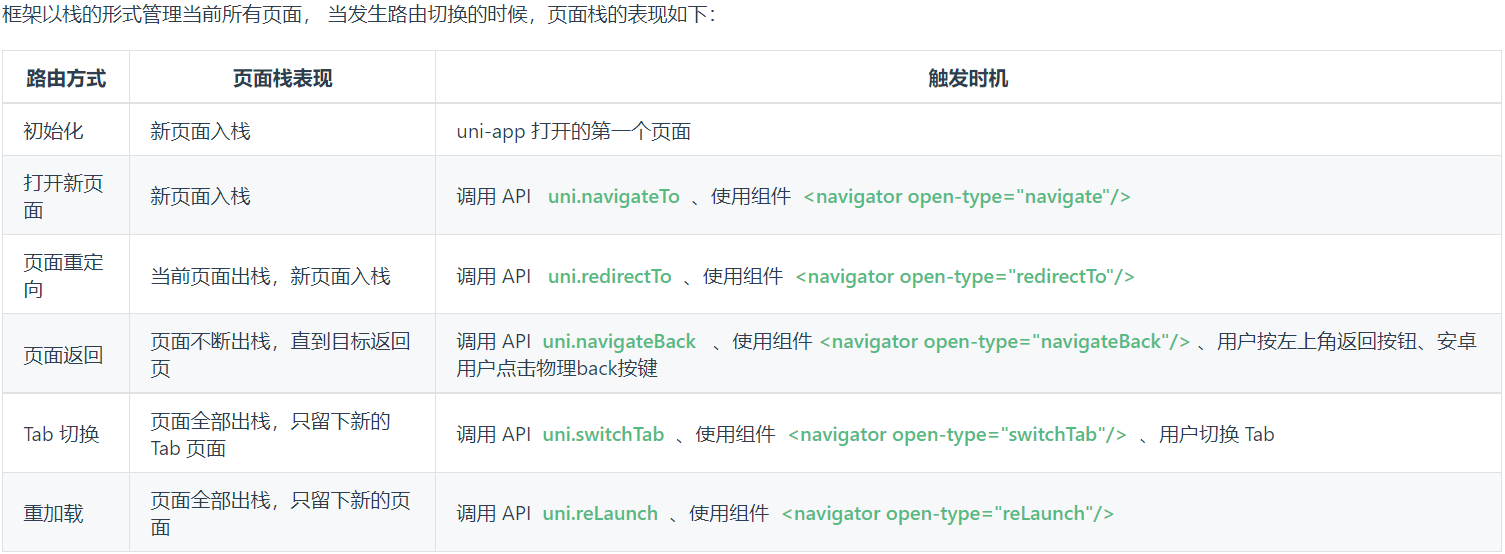 框架以栈的形式管理当前所有页面， 当发生路由切换的时候，页面栈的表现如下：
路由方式 页面栈表现 触发时机
初始化 新页面入栈 uni-app 打开的第一个页面
打开新页
面
新页面入栈 调用 API uni.navigateTo 、使用组件 <navigator open-type="navigate"/>
页面重定
向
当前页面出栈，新页面入栈 调用 API uni.redirectTo 、使用组件 <navigator open-type="redirectTo"/>
页面返回
页面不断出栈，直到目标返回
页
调用 API uni.navigateBack 、使用组件 <navigator open-type="navigateBack"/> 、用户按左上角返回按钮、安卓
用户点击物理back按键
Tab 切换
页面全部出栈，只留下新的
Tab 页面
调用 API uni.switchTab 、使用组件 <navigator open-type="switchTab"/> 、用户切换 Tab
重加载
页面全部出栈，只留下新的页
面
调用 API uni.reLaunch 、使用组件 <navigator open-type="reLaunch"/>